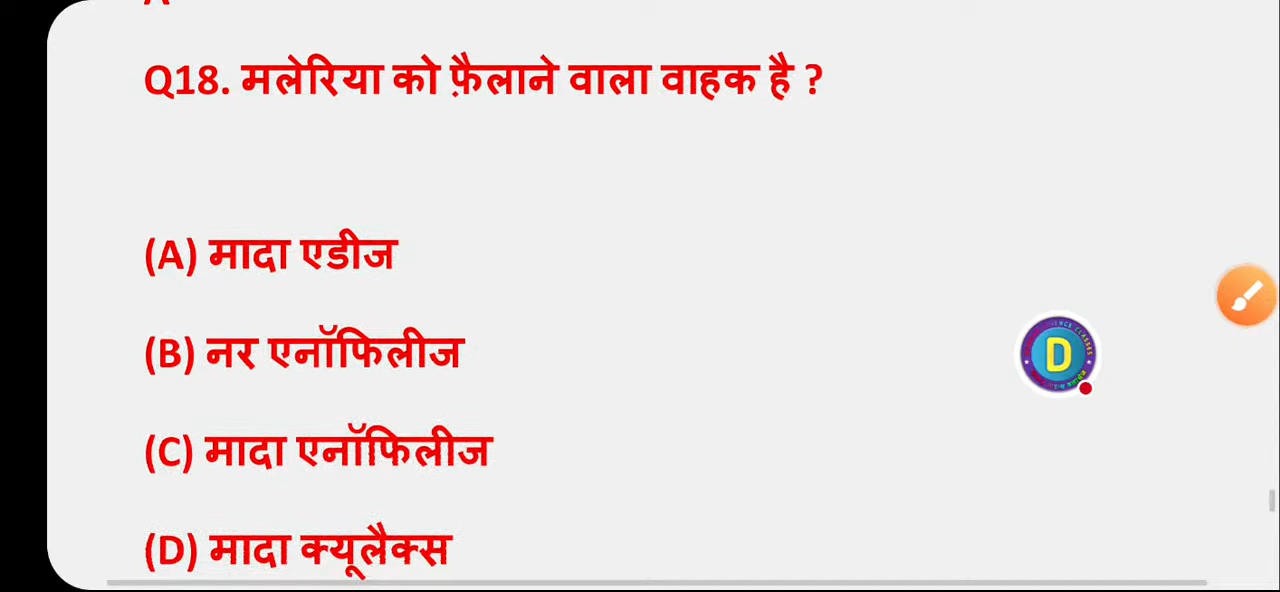 Q18. मलेरिया को फ़ैलाने वाला वाहक है ?
(A) मादा एडीज
(B) नर एनॉफिलीज
(C) मादा एनॉफिलीज
(D) मादा क्यूलैक्स
D